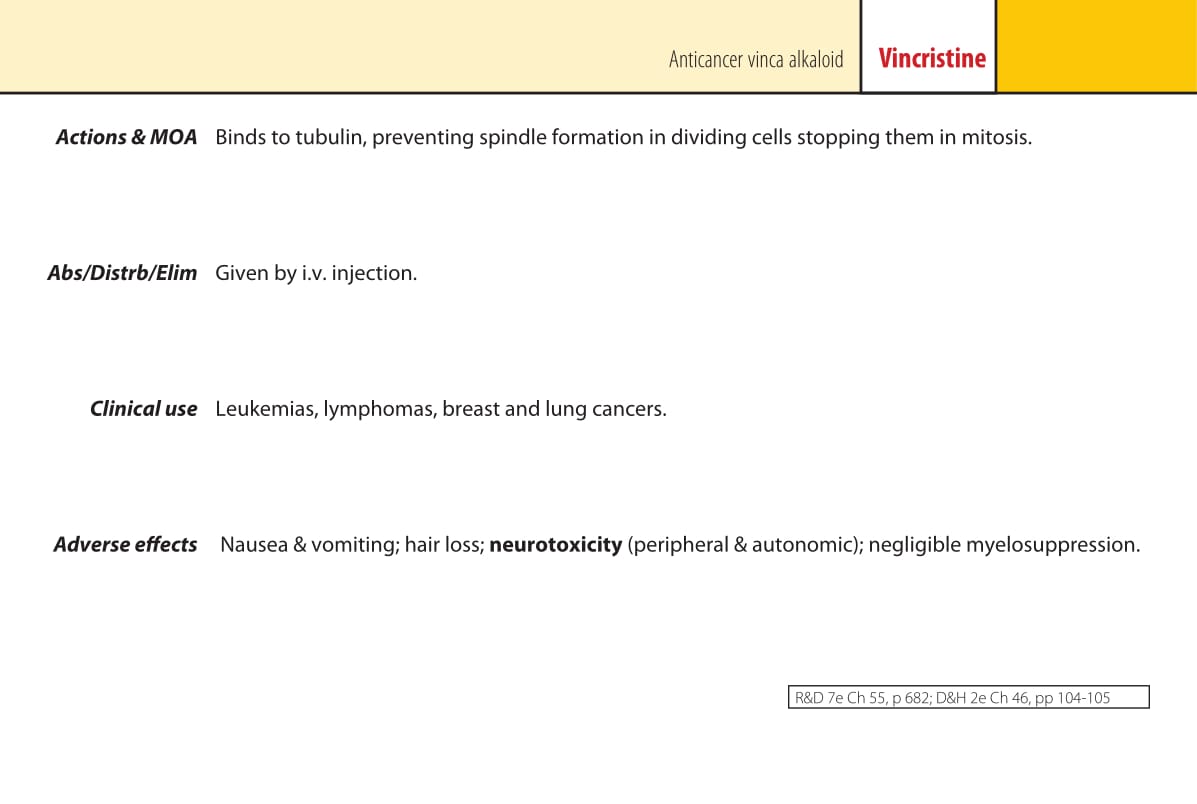 Anticancer vinca alkaloid Vincristine
Actions & MOA Binds to tubulin, preventing spindle formation in dividing cells stopping them in mitosis.
Abs/Distrb/Elim Given by i.v. injection.
Clinical use Leukemias, lymphomas, breast and lung cancers.
Adverse effects Nausea & vomiting; hair loss; neurotoxicity (peripheral & autonomic); negligible myelosuppression.
R&D 7e Ch 55, p 682; D&H 2e Ch 46, pp 104-105